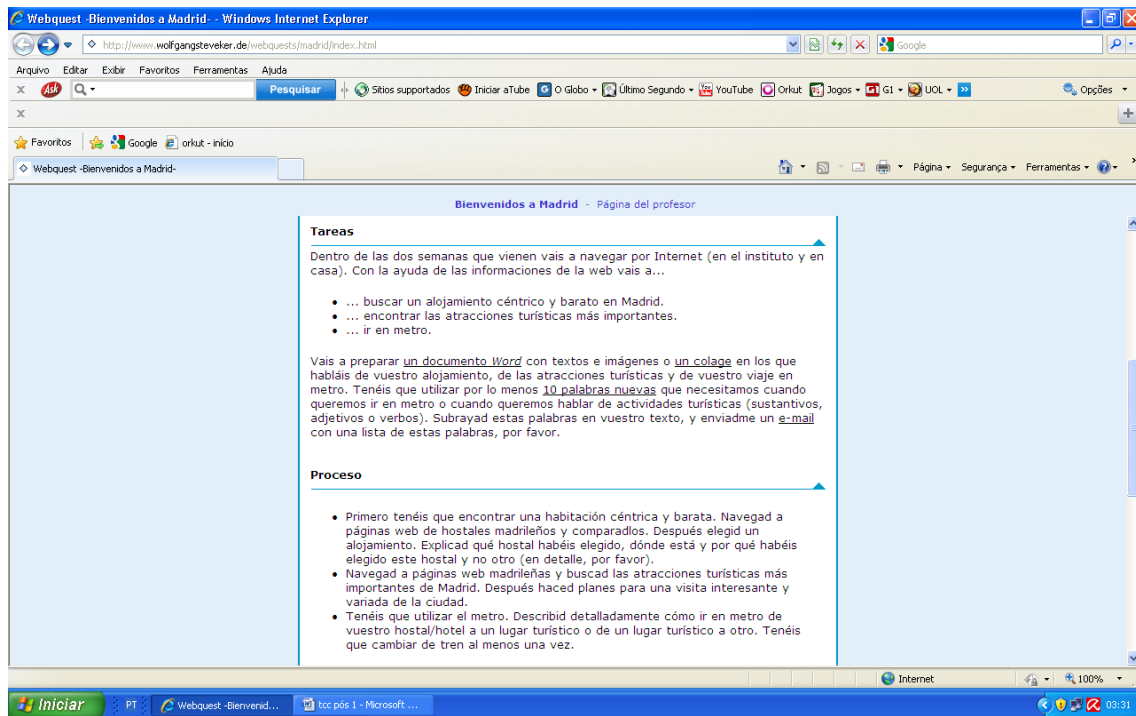 Webquest -Bienvenidos a Madrid- - Windows Internet Explorer
http://www.wolfgangsteveker.de/webquests/madrid/index.html
Google
Arquivo Editar Exibir Favoritos Ferramentas Ajuda
x Ask Pesquisar Sitios supportados Iniciar aTube O Globo Último Segundo YouTube Orkut Jogos G1 UOL Opções
x
Favoritos Google orkut - início
Webquest -Bienvenidos a Madrid- Página Segurança Ferramentas
Bienvenidos a Madrid - Página del profesor
Tareas
Dentro de las dos semanas que vienen vais a navegar por Internet (en el instituto y en
casa). Con la ayuda de las informaciones de la web vais a...
• ... buscar un alojamiento céntrico y barato en Madrid.
• ... encontrar las atracciones turísticas más importantes.
• ... ir en metro.
Vais a preparar un documento Word con textos e imágenes o un colage en los que
habláis de vuestro alojamiento, de las atracciones turísticas y de vuestro viaje en
metro. Tenéis que utilizar por lo menos 10 palabras nuevas que necesitamos cuando
queremos ir en metro o cuando queremos hablar de actividades turísticas (sustantivos,
adjetivos o verbos). Subrayad estas palabras en vuestro texto, y enviadme un e-mail
con una lista de estas palabras, por favor.
Proceso
• Primero tenéis que encontrar una habitación céntrica y barata. Navegad a
páginas web de hostales madrileños y comparadlos. Después elegid un
alojamiento. Explicad qué hostal habéis elegido, dónde está y por qué habéis
elegido este hostal y no otro (en detalle, por favor).
• Navegad a páginas web madrileñas y buscad las atracciones turísticas más
importantes de Madrid. Después haced planes para una visita interesante y
variada de la ciudad.
• Tenéis que utilizar el metro. Describid detalladamente cómo ir en metro de
vuestro hostal/hotel a un lugar turístico o de un lugar turístico a otro. Tenéis
que cambiar de tren al menos una vez.
Internet 100%
Iniciar PT Webquest -Bienvenid... tcc pós 1 - Microsoft ... 03:31